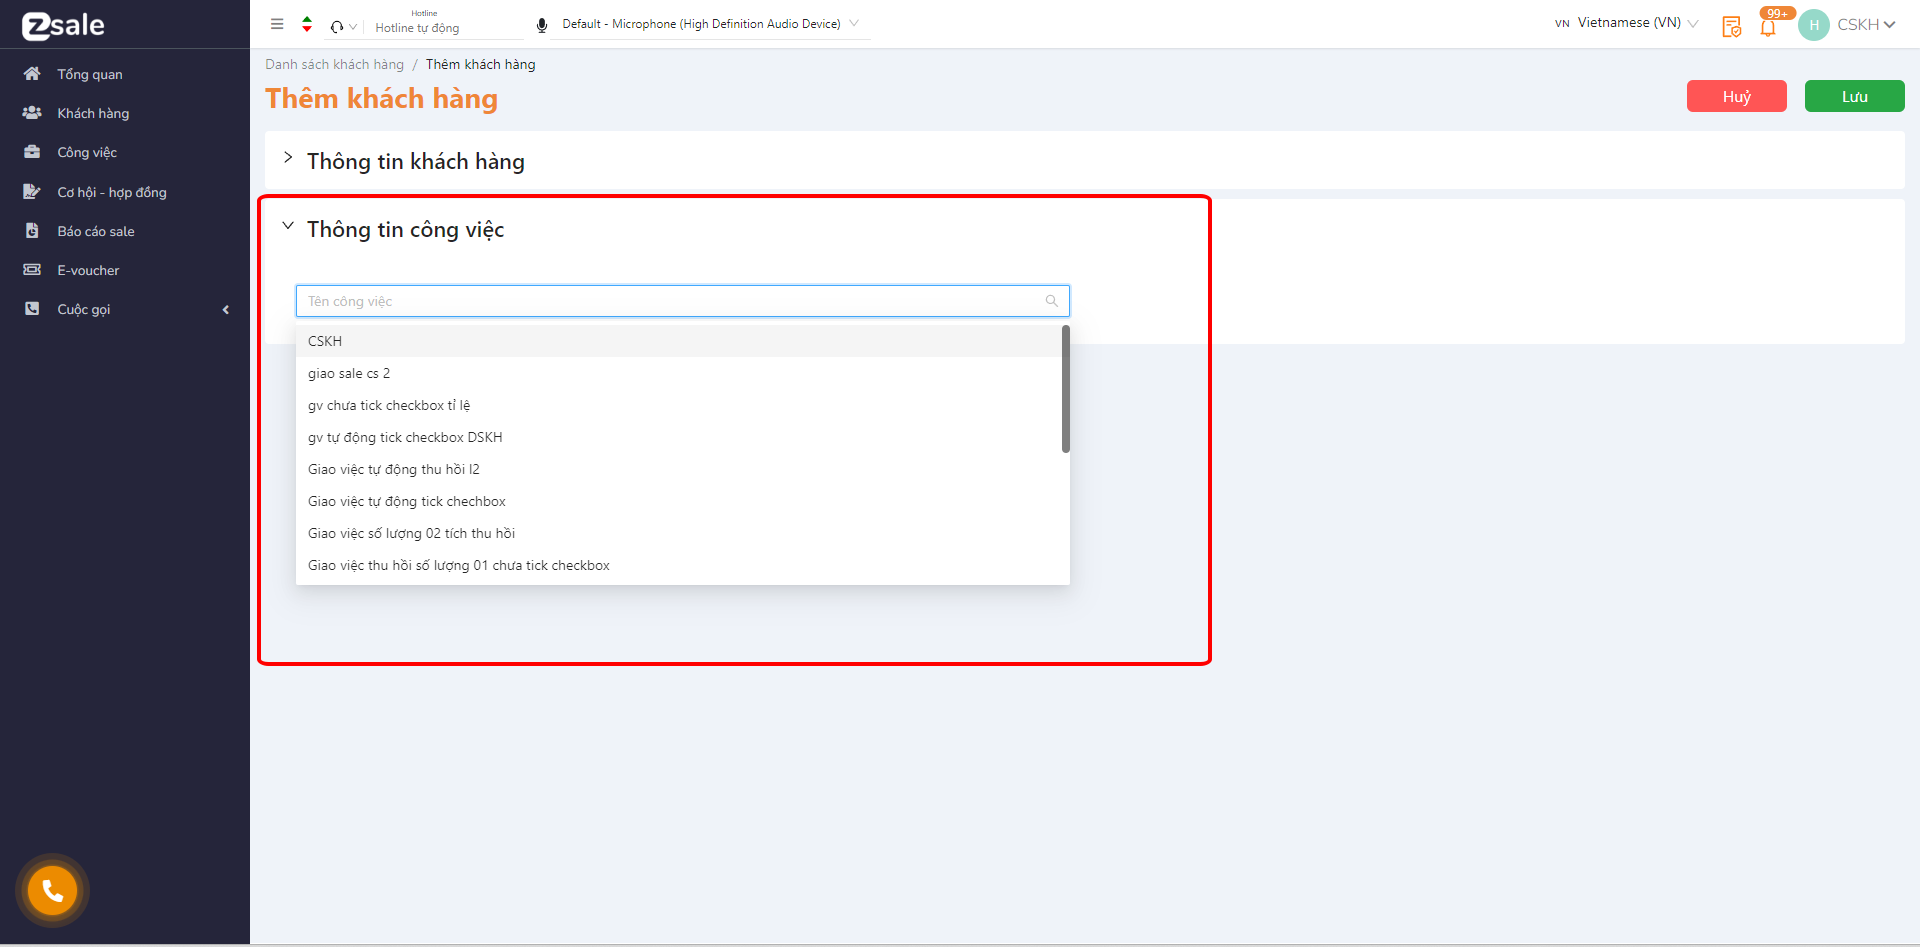 Zsale
Hotline
Hotline tự động
Default - Microphone (High Definition Audio Device)
VN Vietnamese (VN)
99+
H
CSKH
Tổng quan
Khách hàng
Công việc
Cơ hội - hợp đồng
Báo cáo sale
E-voucher
Cuộc gọi
Danh sách khách hàng / Thêm khách hàng
Thêm khách hàng
Huỷ
Lưu
Thông tin khách hàng
Thông tin công việc
Tên công việc
CSKH
giao sale cs 2
gv chưa tick checkbox tỉ lệ
gv tự động tick checkbox DSKH
Giao việc tự động thu hồi l2
Giao việc tự động tick chechbox
Giao việc số lượng 02 tích thu hồi
Giao việc thu hồi số lượng 01 chưa tick checkbox